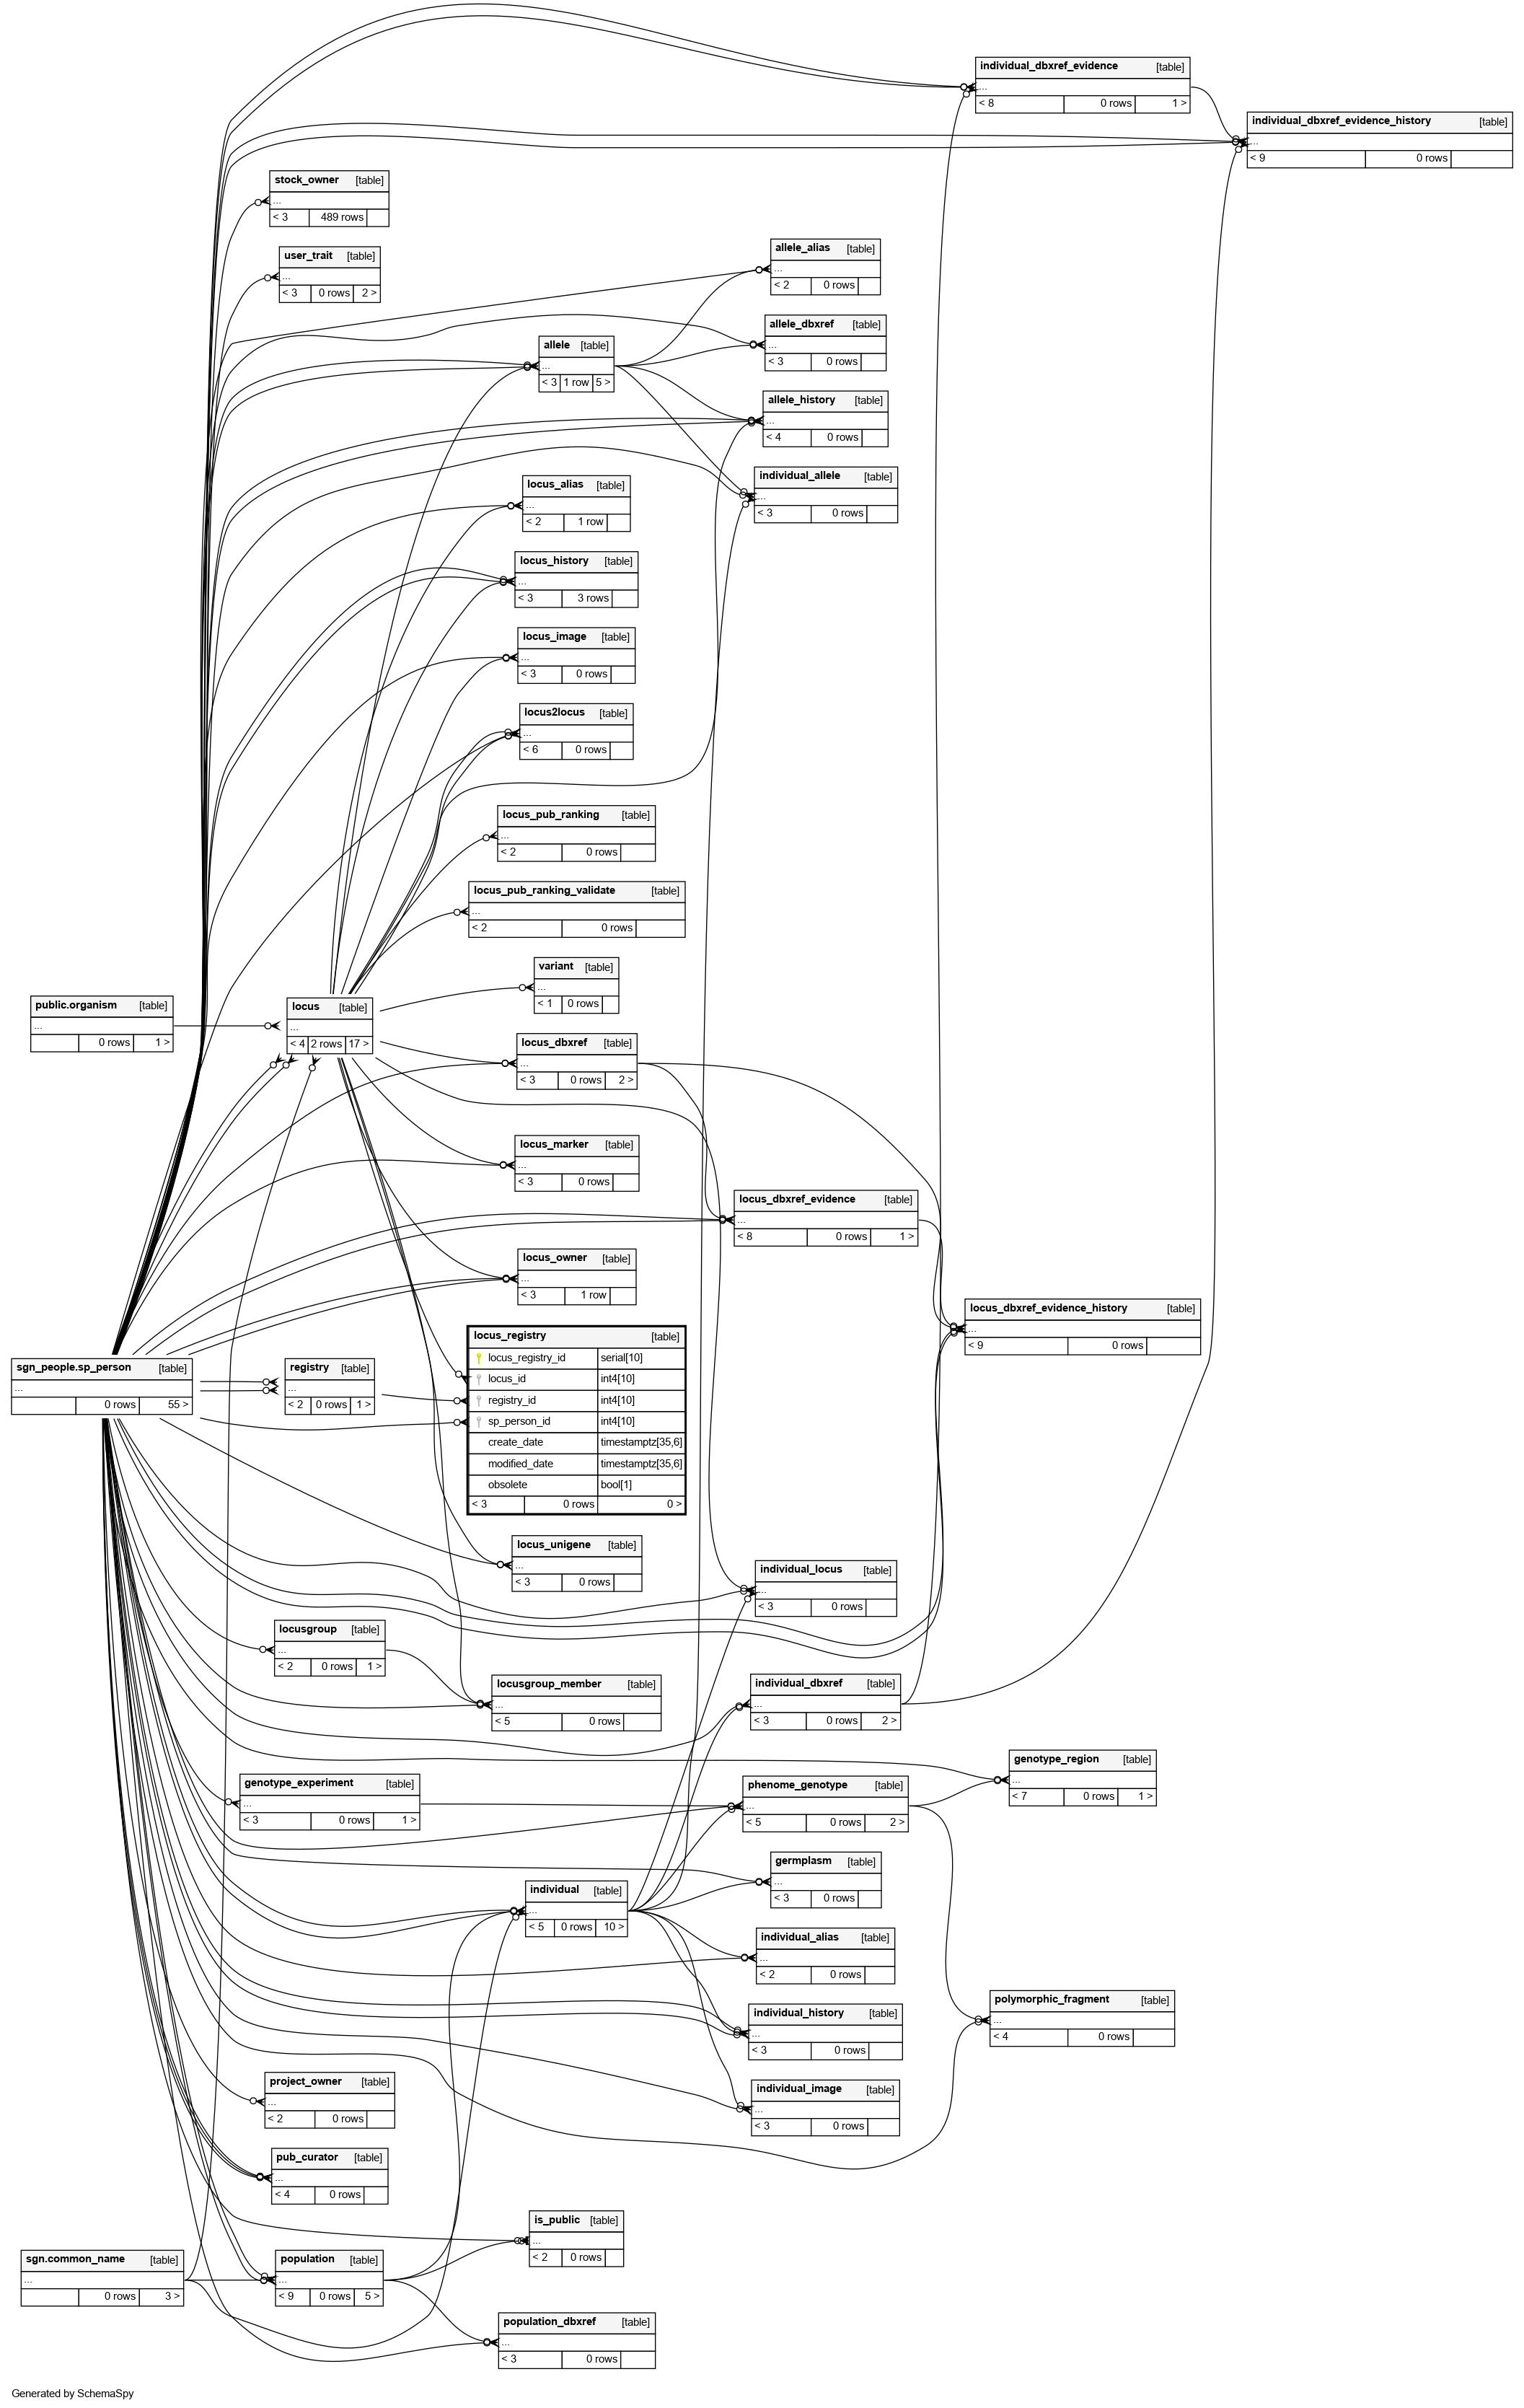 individual_dbxref_evidence [table]
...
< 8 0 rows 1 >
individual_dbxref_evidence_history [table]
...
< 9 0 rows
stock_owner [table]
...
< 3 489 rows
user_trait [table]
...
< 3 0 rows 2 >
allele_alias [table]
...
< 2 0 rows
allele_dbxref [table]
...
< 3 0 rows
allele [table]
...
< 3 1 row 5 >
allele_history [table]
...
< 4 0 rows
individual_allele [table]
...
< 3 0 rows
locus_alias [table]
...
< 2 1 row
locus_history [table]
...
< 3 3 rows
locus_image [table]
...
< 3 0 rows
locus2locus [table]
...
< 6 0 rows
locus_pub_ranking [table]
...
< 2 0 rows
locus_pub_ranking_validate [table]
...
< 2 0 rows
variant [table]
...
< 1 0 rows
public.organism [table]
...
0 rows 1 >
locus [table]
...
< 4 2 rows 17 >
locus_dbxref [table]
...
< 3 0 rows 2 >
locus_marker [table]
...
< 3 0 rows
locus_dbxref_evidence [table]
...
< 8 0 rows 1 >
locus_owner [table]
...
< 3 1 row
locus_dbxref_evidence_history [table]
...
< 9 0 rows
sgn_people.sp_person [table]
...
0 rows 55 >
registry [table]
...
< 2 0 rows 1 >
locus_registry [table]
locus_registry_id serial[10]
locus_id int4[10]
registry_id int4[10]
sp_person_id int4[10]
create_date timestamptz[35,6]
modified_date timestamptz[35,6]
obsolete bool[1]
< 3 0 rows 0 >
locus_unigene [table]
...
< 3 0 rows
individual_locus [table]
...
< 3 0 rows
locusgroup [table]
...
< 2 0 rows 1 >
locusgroup_member [table]
...
< 5 0 rows
individual_dbxref [table]
...
< 3 0 rows 2 >
genotype_region [table]
...
< 7 0 rows 1 >
genotype_experiment [table]
...
< 3 0 rows 1 >
phenome_genotype [table]
...
< 5 0 rows 2 >
germplasm [table]
...
< 3 0 rows
individual [table]
...
< 5 0 rows 10 >
individual_alias [table]
...
< 2 0 rows
individual_history [table]
...
< 3 0 rows
polymorphic_fragment [table]
...
< 4 0 rows
individual_image [table]
...
< 3 0 rows
project_owner [table]
...
< 2 0 rows
pub_curator [table]
...
< 4 0 rows
is_public [table]
...
< 2 0 rows
sgn.common_name [table]
...
0 rows 3 >
population [table]
...
< 9 0 rows 5 >
population_dbxref [table]
...
< 3 0 rows
Generated by SchemaSpy